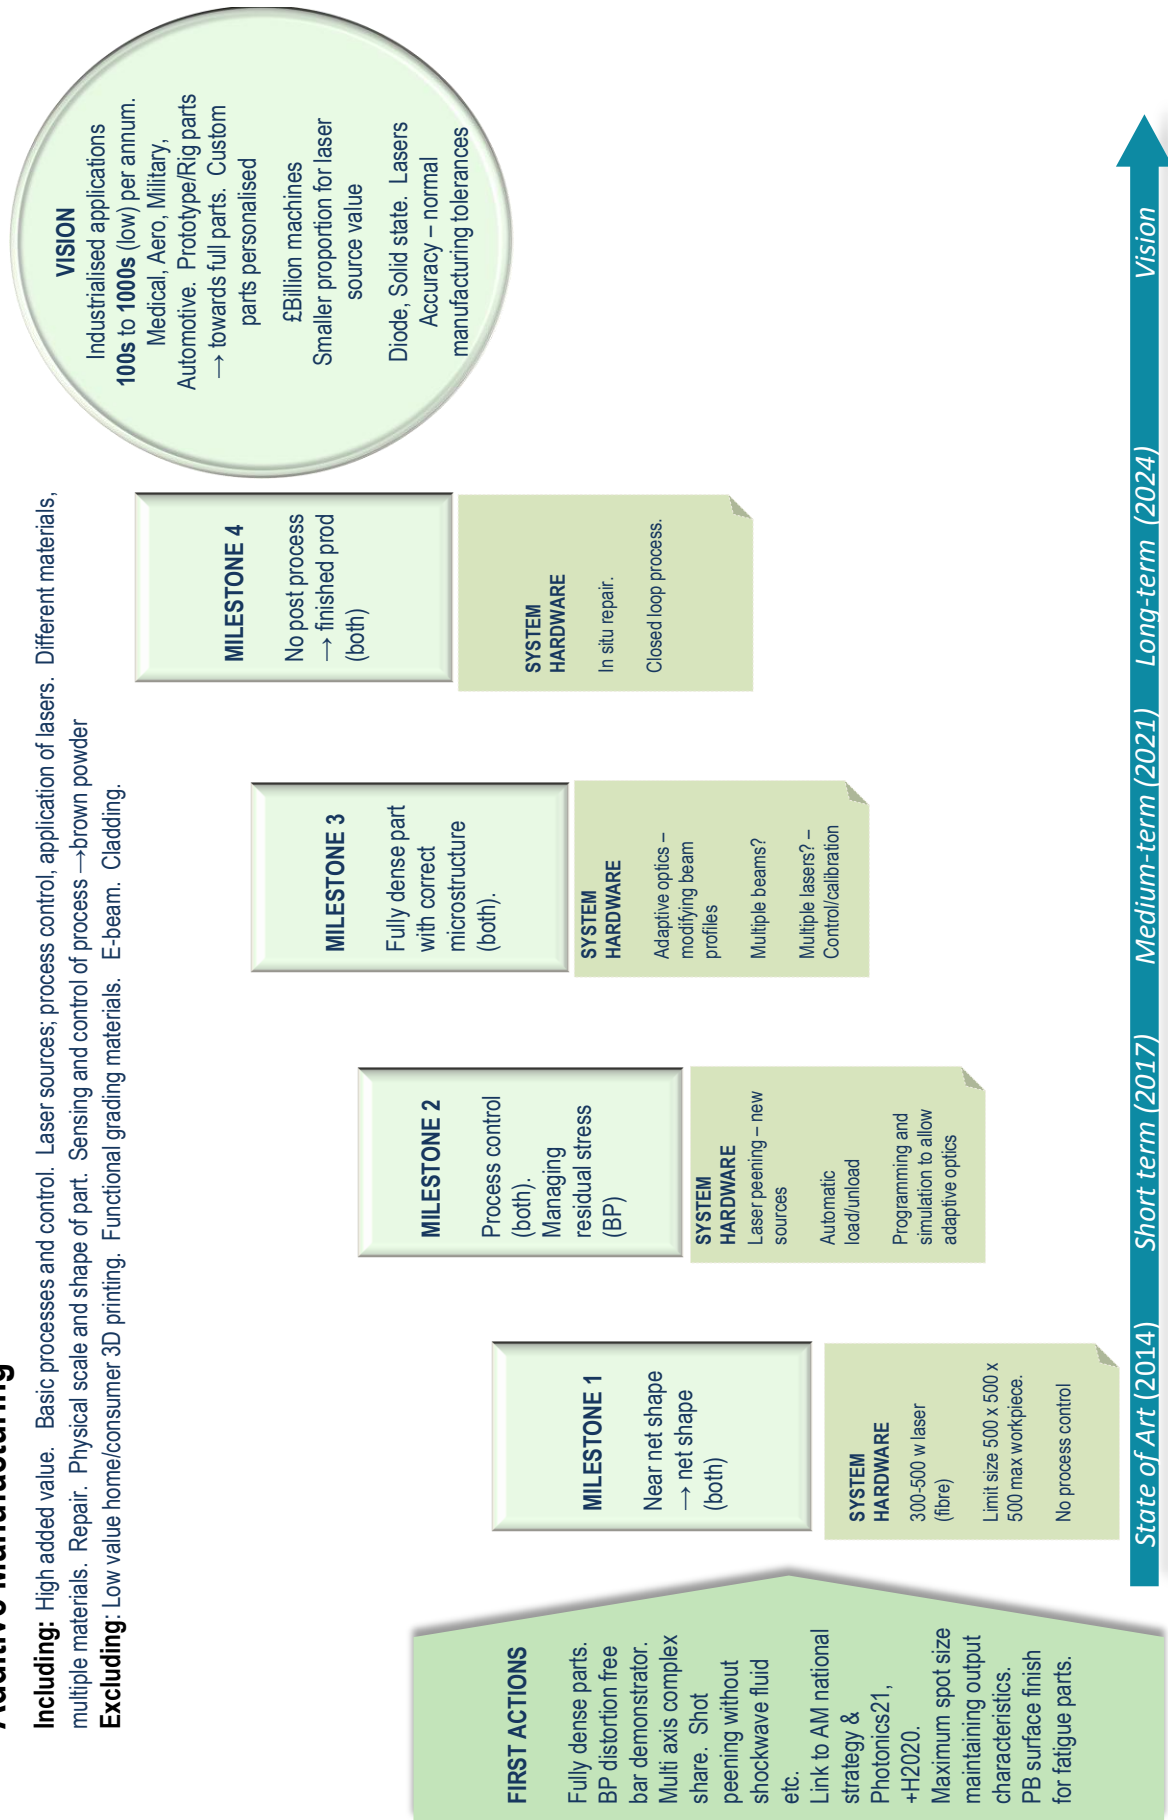 Additive Manufacturing
Including: High added value. Basic processes and control. Laser sources; process control, application of lasers. Different materials,
multiple materials. Repair. Physical scale and shape of part. Sensing and control of process → brown powder
Excluding: Low value home/consumer 3D printing. Functional grading materials. E-beam. Cladding.
FIRST ACTIONS
Fully dense parts.
BP distortion free
bar demonstrator.
Multi axis complex
share. Shot
peening without
shockwave fluid
etc.
Link to AM national
strategy &
Photonics21,
+H2020.
Maximum spot size
maintaining output
characteristics.
PB surface finish
for fatigue parts.
MILESTONE 1
Near net shape
→ net shape
(both)
SYSTEM
HARDWARE
300-500 w laser
(fibre)
Limit size 500 x 500 x
500 max workpiece.
No process control
MILESTONE 2
Process control
(both).
Managing
residual stress
(BP)
SYSTEM
HARDWARE
Laser peening – new
sources
Automatic
load/unload
Programming and
simulation to allow
adaptive optics
MILESTONE 3
Fully dense part
with correct
microstructure
(both).
SYSTEM
HARDWARE
Adaptive optics –
modifying beam
profiles
Multiple beams?
Multiple lasers? –
Control/calibration
MILESTONE 4
No post process
→ finished prod
(both)
SYSTEM
HARDWARE
In situ repair.
Closed loop process.
VISION
Industrialised applications
100s to 1000s (low) per annum.
Medical, Aero, Military,
Automotive. Prototype/Rig parts
→ towards full parts. Custom
parts personalised
£Billion machines
Smaller proportion for laser
source value
Diode, Solid state. Lasers
Accuracy – normal
manufacturing tolerances
State of Art (2014) Short term (2017) Medium-term (2021) Long-term (2024) Vision